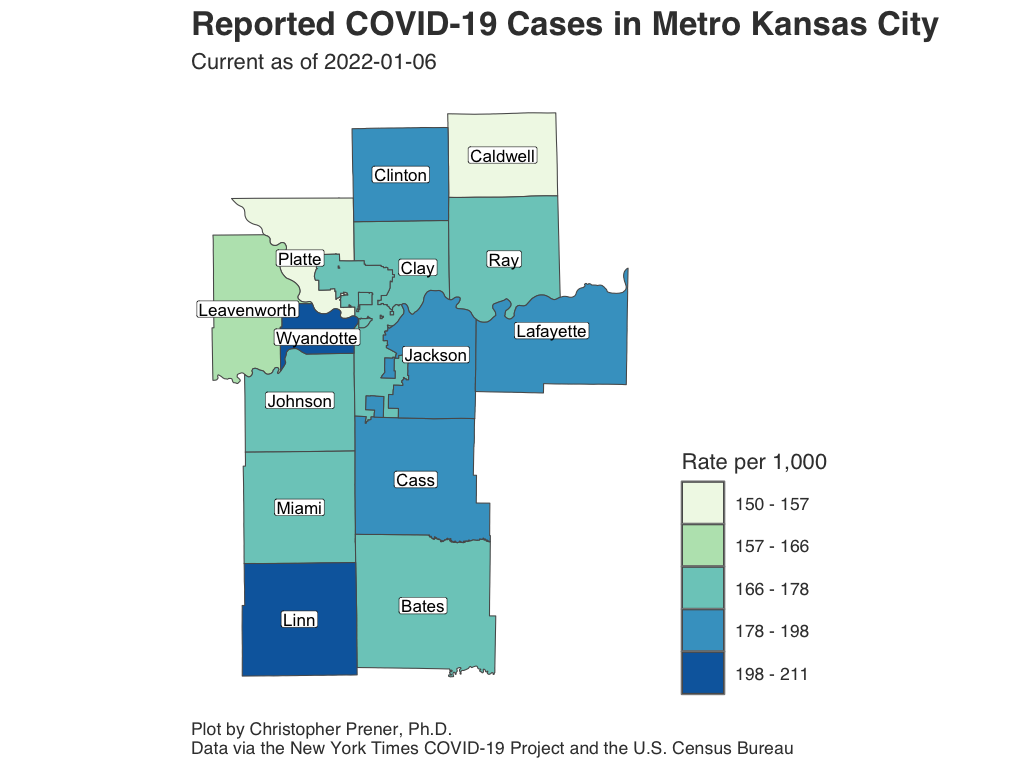 Reported COVID-19 Cases in Metro Kansas City
Current as of 2022-01-06
Caldwell
Clinton
Platte
Clay
Ray
Leavenworth
Wyandotte
Lafayette
Jackson
Johnson
Cass
Miami
Bates
Linn
Rate per 1,000
150 - 157
157 - 166
166 - 178
178 - 198
198 - 211
Plot by Christopher Prener, Ph.D.
Data via the New York Times COVID-19 Project and the U.S. Census Bureau